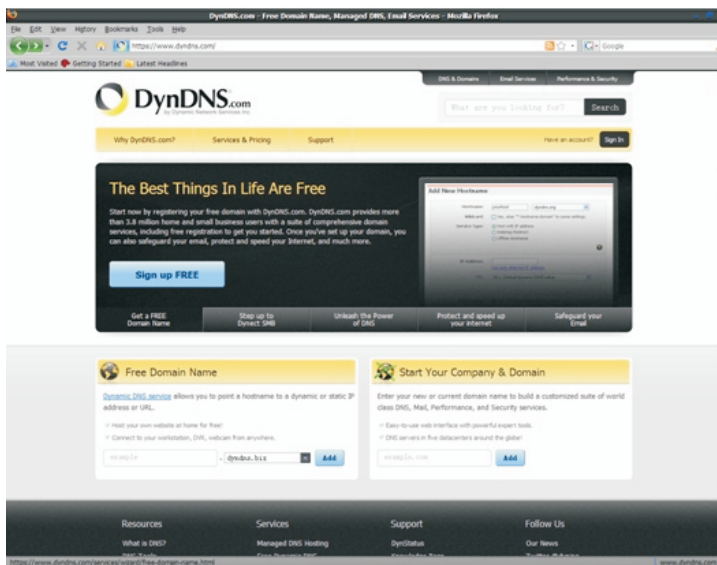 DynDNS.com - Free Domain Name, Managed DNS, Email Services - Mozilla Firefox
File Edit View History Bookmarks Tools Help
https://www.dyndns.com/
Google
Most Visited Getting Started Latest Headlines
DNS & Domains Email Services Performance & Security
DynDNS.com
by Dynamic Network Services Inc.
What are you looking for? Search
Why DynDNS.com? Services & Pricing Support Have an account? Sign In
The Best Things In Life Are Free
Start now by registering your free domain with DynDNS.com. DynDNS.com provides more
than 3.8 million home and small business users with a suite of comprehensive domain
services, including free registration to get you started. Once you've set up your domain, you
can also safeguard your email, protect and speed your Internet, and much more.
Sign up FREE
Add New Hostname
Hostname:
Wildcard:
Service Type:
IP Address:
Get a FREE Domain Name
Step up to Dynect SMB
Unleash the Power of DNS
Protect and speed up your internet
Safeguard your Email
Free Domain Name
Dynamic DNS service allows you to point a hostname to a dynamic or static IP
address or URL.
Host your own website at home for free!
Connect to your workstation, DVR, webcam from anywhere.
example . dyndns.biz Add
Start Your Company & Domain
Enter your new or current domain name to build a customized suite of world
class DNS, Mail, Performance, and Security services.
Easy-to-use web interface with powerful expert tools.
DNS servers in five datacenters around the globe!
example.com Add
Resources Services Support Follow Us
What is DNS? Managed DNS Hosting DynStatus Our News
https://www.dyndns.com/services/wizard/free-domain-name.html www.dyndns.com